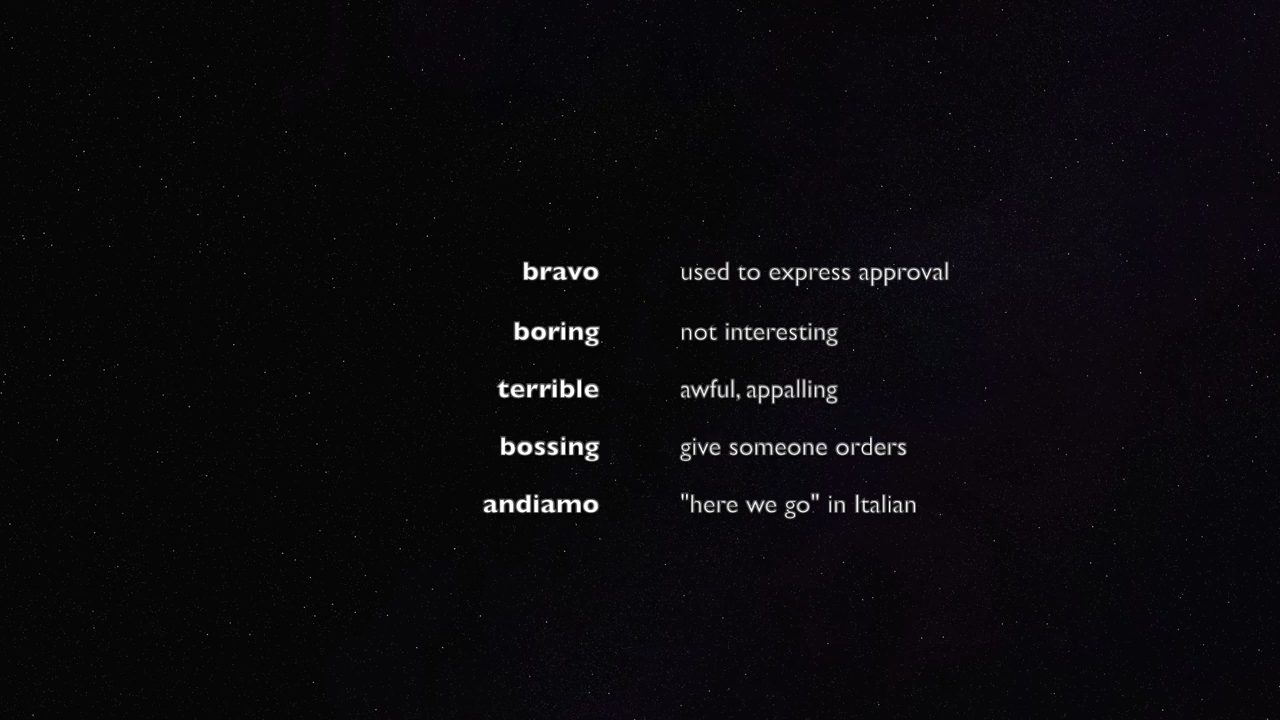 bravo used to express approval
boring not interesting
terrible awful, appalling
bossing give someone orders
andiamo "here we go" in Italian